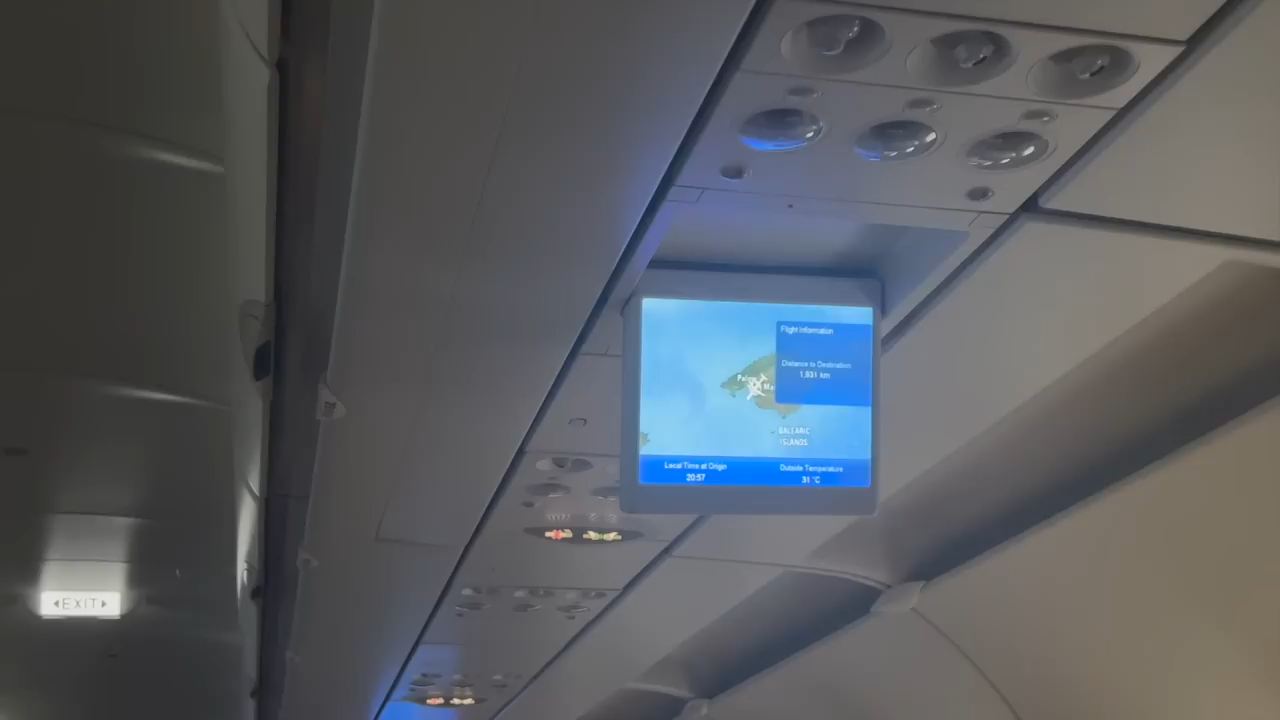 Flight Information
Distance to Destination
1,831 km
BALEARIC
ISLANDS
Local Time at Origin
20:57
Outside Temperature
31 °C
EXIT